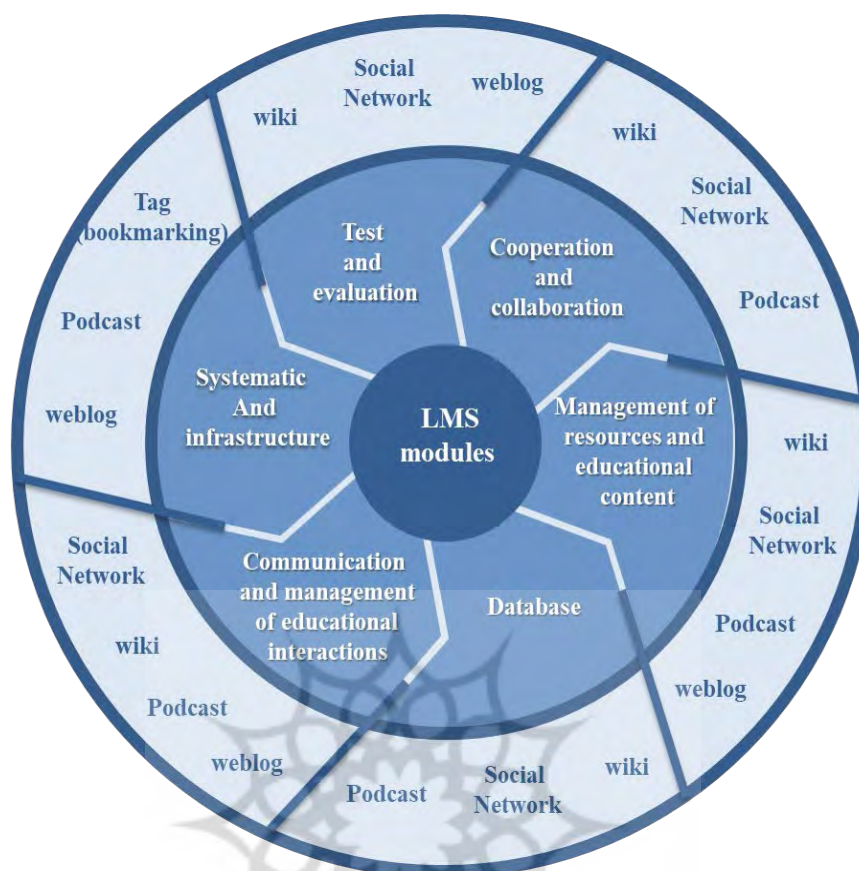 LMS
modules
Test
and
evaluation
wiki
Social
Network
weblog
Cooperation
and
collaboration
wiki
Social
Network
Podcast
Management of
resources and
educational
content
wiki
Social
Network
Podcast
weblog
Database
wiki
Social
Network
Podcast
Communication
and management
of educational
interactions
Social
Network
wiki
Podcast
weblog
Systematic
And
infrastructure
Tag
(bookmarking)
Podcast
weblog